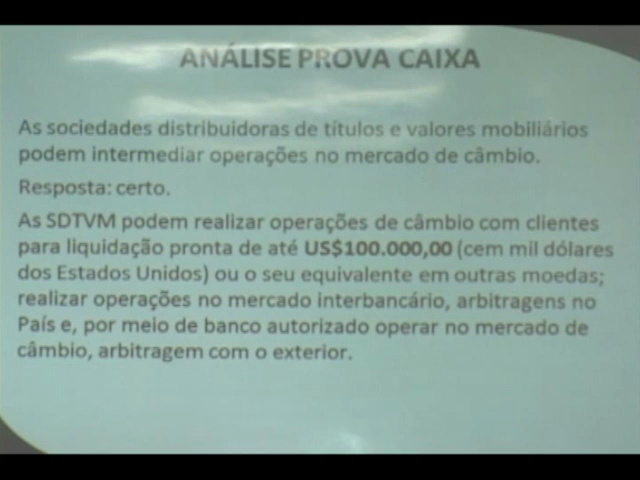 ANÁLISE PROVA CAIXA
As sociedades distribuidoras de títulos e valores mobiliários
podem intermediar operações no mercado de câmbio.
Resposta: certo.
As SDTVM podem realizar operações de câmbio com clientes
para liquidação pronta de até US$100.000,00 (cem mil dólares
dos Estados Unidos) ou o seu equivalente em outras moedas;
realizar operações no mercado interbancário, arbitragens no
País e, por meio de banco autorizado operar no mercado de
câmbio, arbitragem com o exterior.